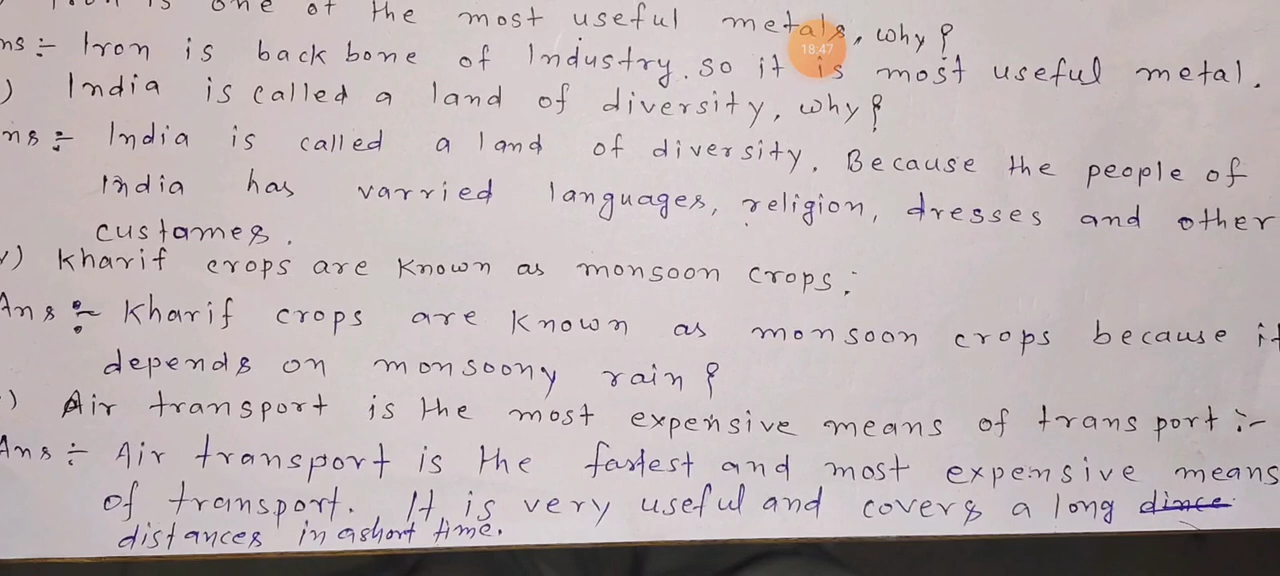 is one of the most useful metals, why?
ns :- Iron is back bone of Industry. so it is most useful metal.
) India is called a land of diversity, why?
ns :- India is called a land of diversity. Because the people of
India has varried languages, religion, dresses and other
custames.
) Kharif crops are known as monsoon crops:
Ans :- Kharif crops are known as monsoon crops because it
depends on monsoony rain?
) Air transport is the most expensive means of transport :-
Ans :- Air transport is the fastest and most expensive means
of transport. It is very useful and covers a long
distances in a short time.
18:47